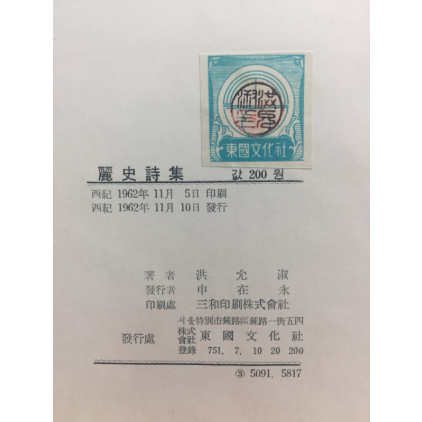 東國文化社
麗史詩集 값 200 원
西紀 1962年 11月 5日 印刷
西紀 1962年 11月 10日 發行
著者 洪允淑
發行者 申在永
印刷處 三和印刷株式會社
서울特別市鍾路區鍾路一街五四
發行處 株式會社 東國文化社
登錄 751. 7. 10 20 200
③ 5091. 5817